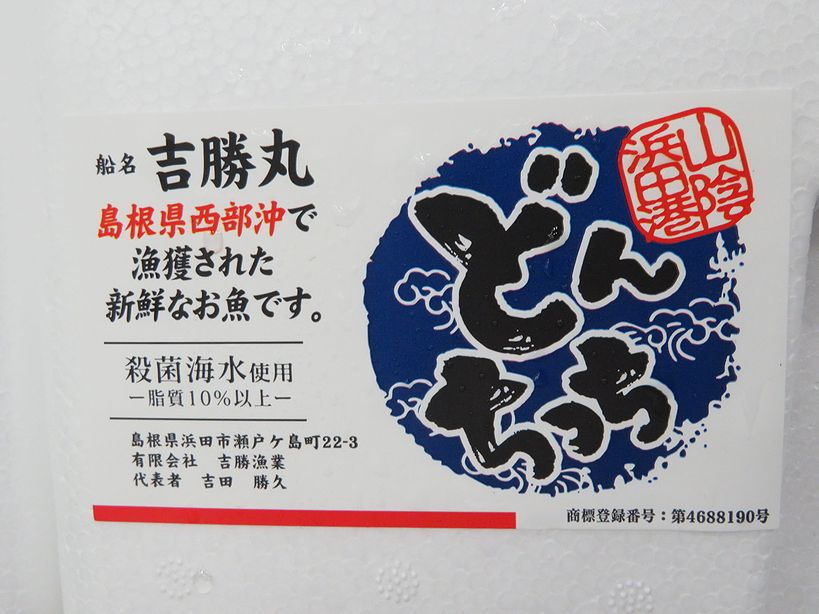 船名 吉勝丸
島根県西部沖で
漁獲された
新鮮なお魚です。
殺菌海水使用
ー脂質10%以上ー
島根県浜田市瀬戸ケ島町22-3
有限会社 吉勝漁業
代表者 吉田 勝久
山陰
浜田港
どん
ちっち
商標登録番号：第4688190号